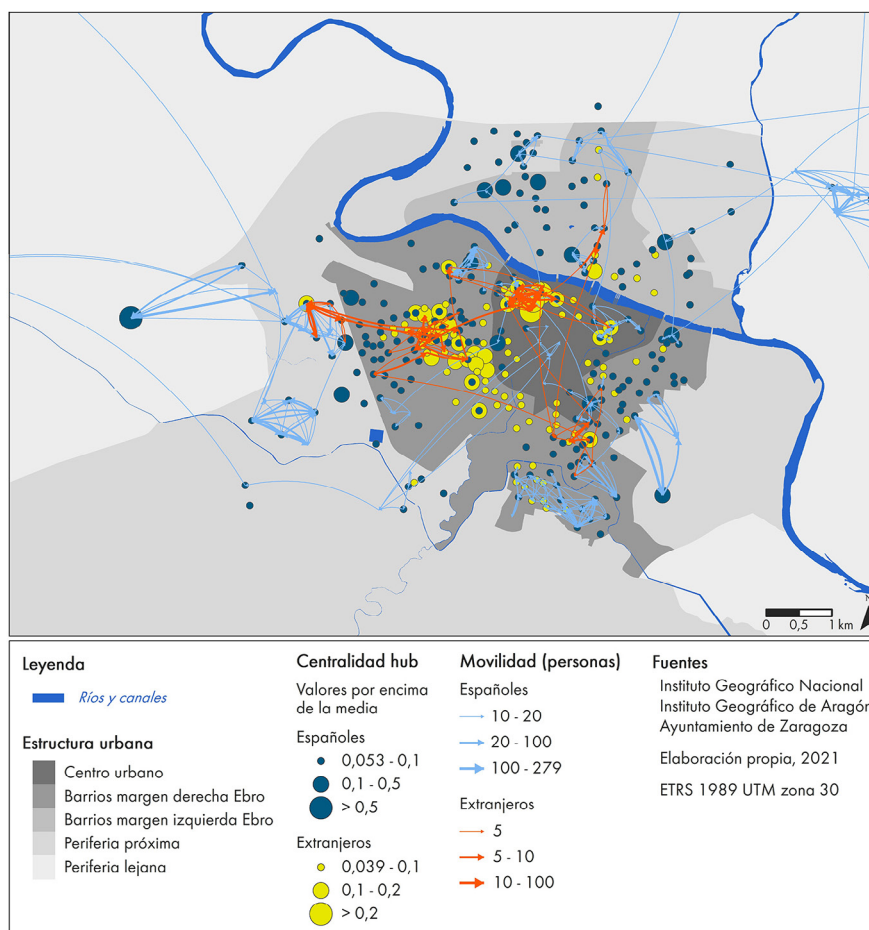 N
0 0,5 1 km
Leyenda
Ríos y canales
Estructura urbana
Centro urbano
Barrios margen derecha Ebro
Barrios margen izquierda Ebro
Periferia próxima
Periferia lejana
Centralidad hub
Valores por encima
de la media
Españoles
0,053 - 0,1
0,1 - 0,5
> 0,5
Extranjeros
0,039 - 0,1
0,1 - 0,2
> 0,2
Movilidad (personas)
Españoles
10 - 20
20 - 100
100 - 279
Extranjeros
5
5 - 10
10 - 100
Fuentes
Instituto Geográfico Nacional
Instituto Geográfico de Aragón
Ayuntamiento de Zaragoza
Elaboración propia, 2021
ETRS 1989 UTM zona 30